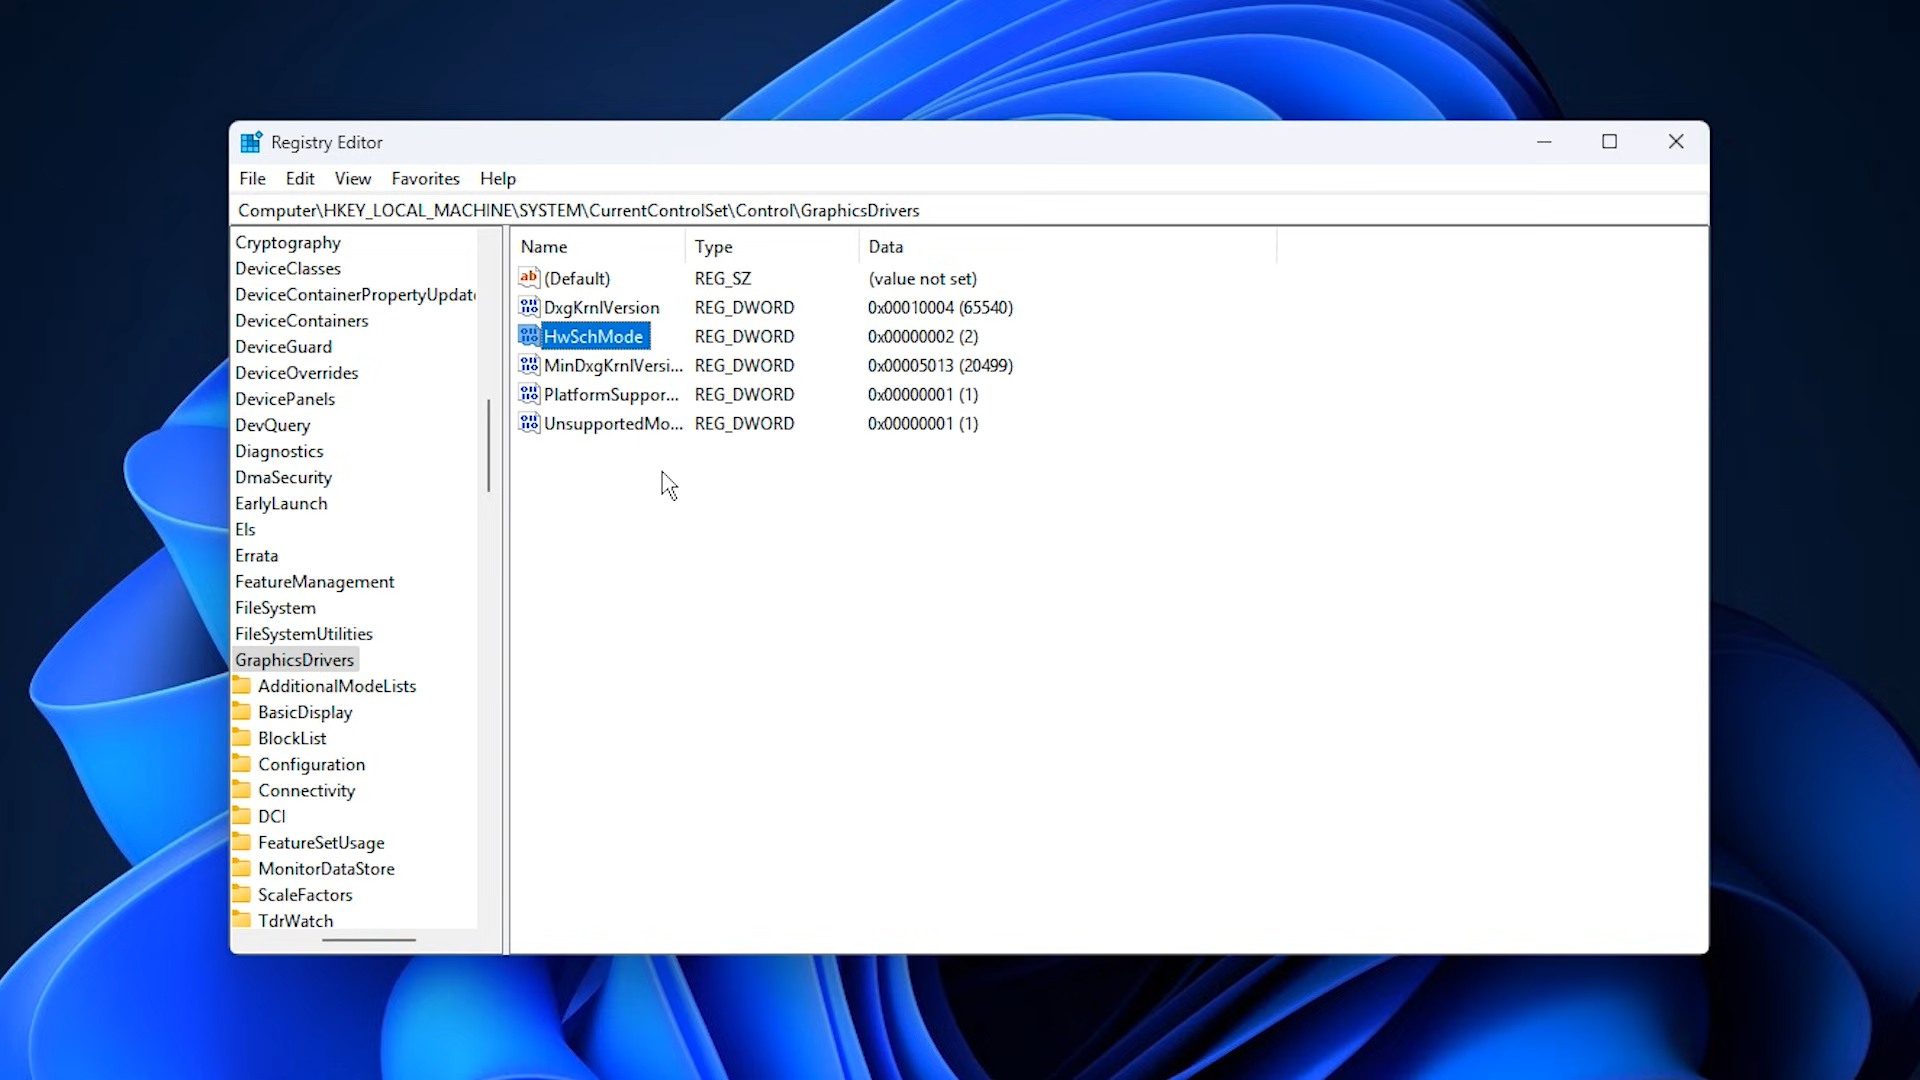 Registry Editor
File Edit View Favorites Help
Computer\HKEY_LOCAL_MACHINE\SYSTEM\CurrentControlSet\Control\GraphicsDrivers
Cryptography
DeviceClasses
DeviceContainerPropertyUpdat
DeviceContainers
DeviceGuard
DeviceOverrides
DevicePanels
DevQuery
Diagnostics
DmaSecurity
EarlyLaunch
Els
Errata
FeatureManagement
FileSystem
FileSystemUtilities
GraphicsDrivers
AdditionalModeLists
BasicDisplay
BlockList
Configuration
Connectivity
DCI
FeatureSetUsage
MonitorDataStore
ScaleFactors
TdrWatch
Name Type Data
(Default) REG_SZ (value not set)
DxgKrnlVersion REG_DWORD 0x00010004 (65540)
HwSchMode REG_DWORD 0x00000002 (2)
MinDxgKrnlVersi... REG_DWORD 0x00005013 (20499)
PlatformSuppor... REG_DWORD 0x00000001 (1)
UnsupportedMo... REG_DWORD 0x00000001 (1)